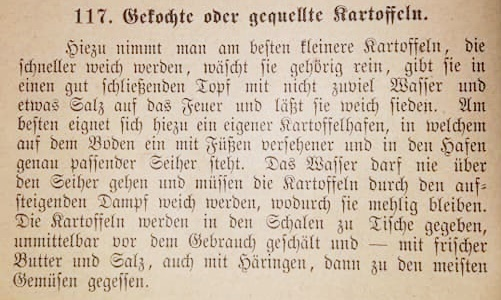 117. Gekochte oder gequellte Kartoffeln.
Hiezu nimmt man am besten kleinere Kartoffeln, die
schneller weich werden, wäscht sie gehörig rein, gibt sie in
einen gut schließenden Topf mit nicht zuviel Wasser und
etwas Salz auf das Feuer und läßt sie weich sieden. Am
besten eignet sich hiezu ein eigener Kartoffelhafen, in welchem
auf dem Boden ein mit Füßen versehener und in den Hafen
genau passender Seiher steht. Das Wasser darf nie über
den Seiher gehen und müssen die Kartoffeln durch den auf-
steigenden Dampf weich werden, wodurch sie mehlig bleiben.
Die Kartoffeln werden in den Schalen zu Tische gegeben,
unmittelbar vor dem Gebrauch geschält und — mit frischer
Butter und Salz, auch mit Häringen, dann zu den meisten
Gemüsen gegessen.